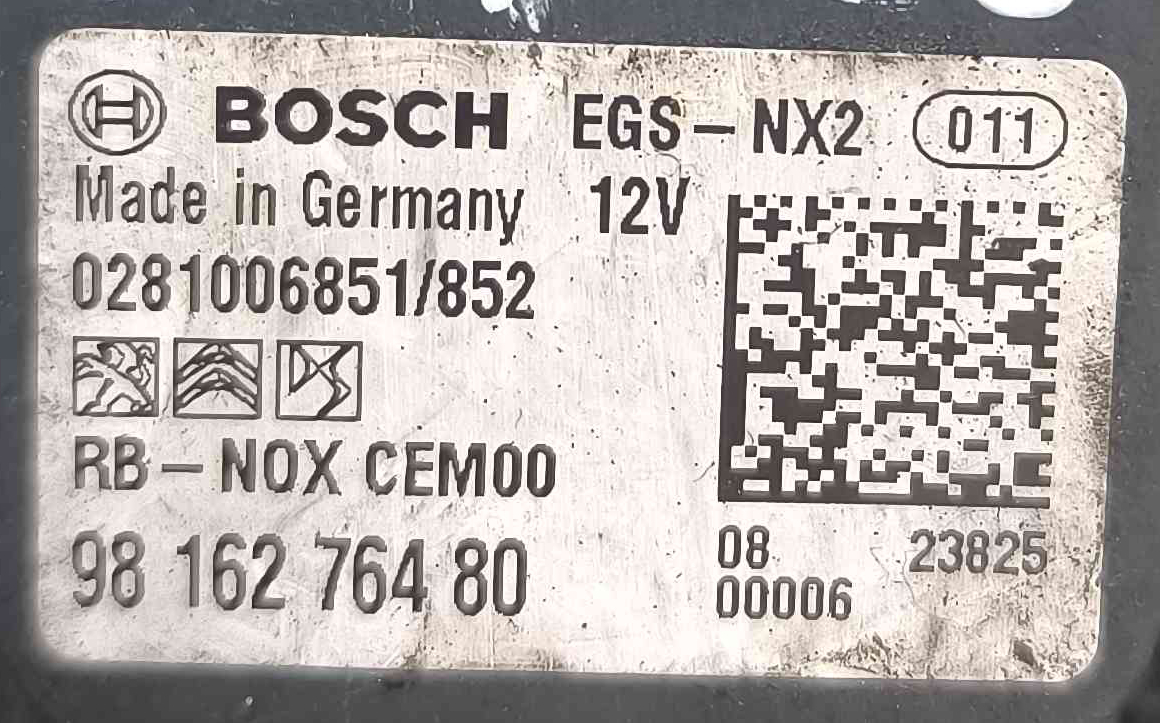 BOSCH EGS-NX2 011
Made in Germany 12V
0281006851/852
RB-NOX CEM00
98 162 764 80
08 23825
00006